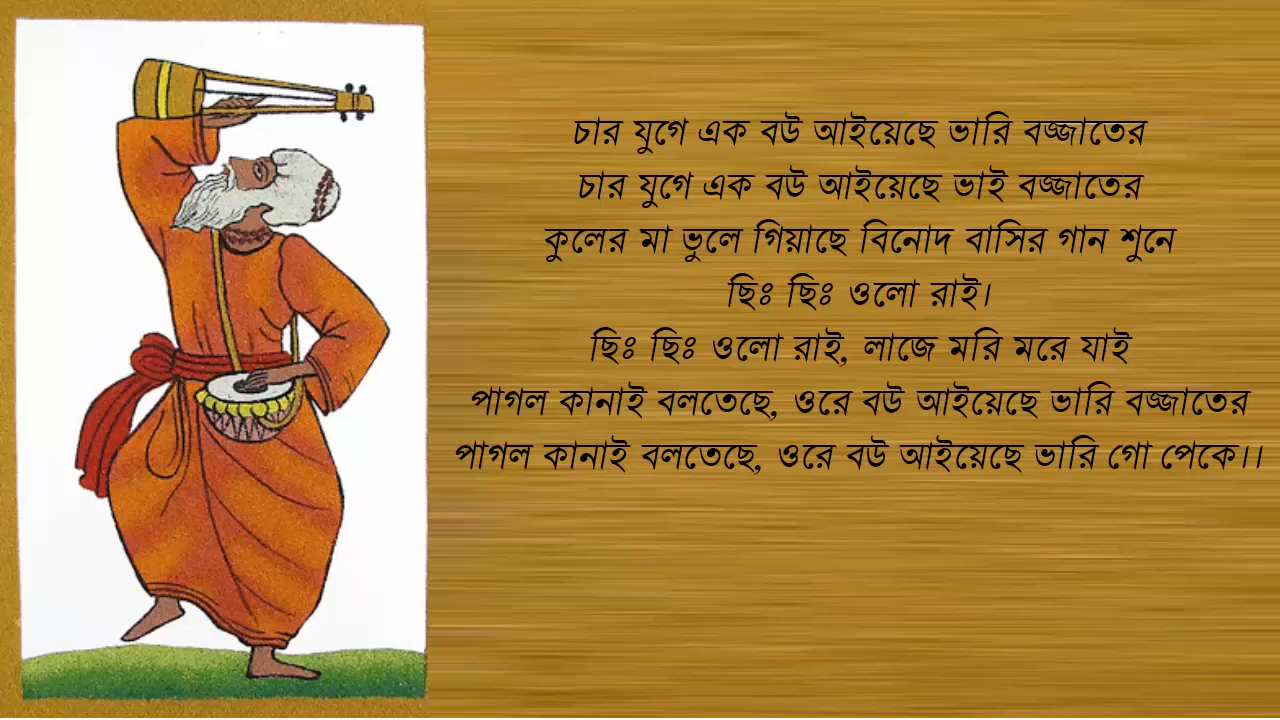 চার যুগে এক বউ আইয়েছে ভারি বজ্জাতের
চার যুগে এক বউ আইয়েছে ভাই বজ্জাতের
কুলের মা ভুলে গিয়াছে বিনোদ বাসির গান শুনে
ছিঃ ছিঃ ওলো রাই।
ছিঃ ছিঃ ওলো রাই, লাজে মরি মরে যাই
পাগল কানাই বলতেছে, ওরে বউ আইয়েছে ভারি বজ্জাতের
পাগল কানাই বলতেছে, ওরে বউ আইয়েছে ভারি গো পেকে।।